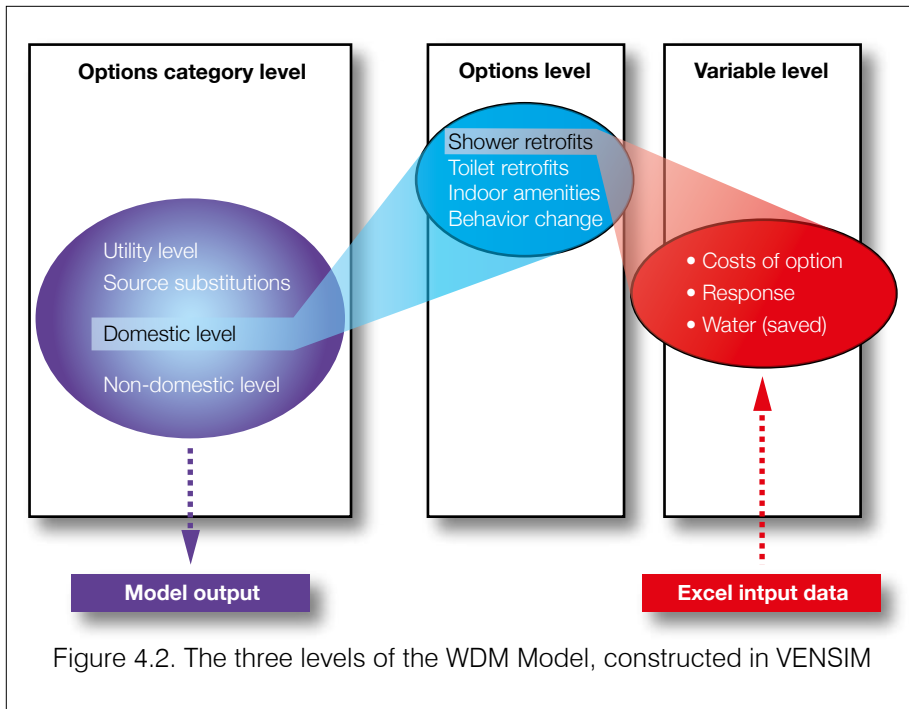 Options category level
Utility level
Source substitutions
Domestic level
Non-domestic level
Model output
Options level
Shower retrofits
Toilet retrofits
Indoor amenities
Behavior change
Variable level
• Costs of option
• Response
• Water (saved)
Excel intput data
Figure 4.2. The three levels of the WDM Model, constructed in VENSIM